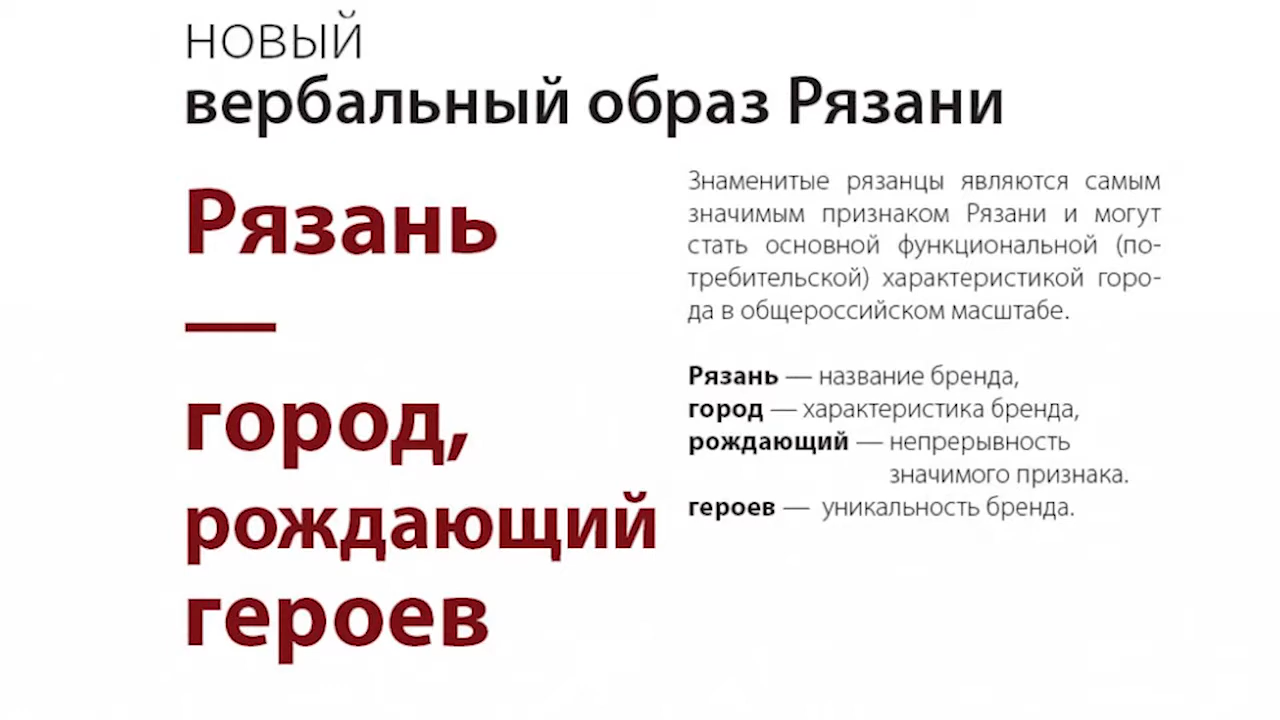 новый
вербальный образ Рязани
Рязань
—
город,
рождающий
героев
Знаменитые рязанцы являются самым
значимым признаком Рязани и могут
стать основной функциональной (по-
требительской) характеристикой горо-
да в общероссийском масштабе.
Рязань — название бренда,
город — характеристика бренда,
рождающий — непрерывность
значимого признака.
героев — уникальность бренда.